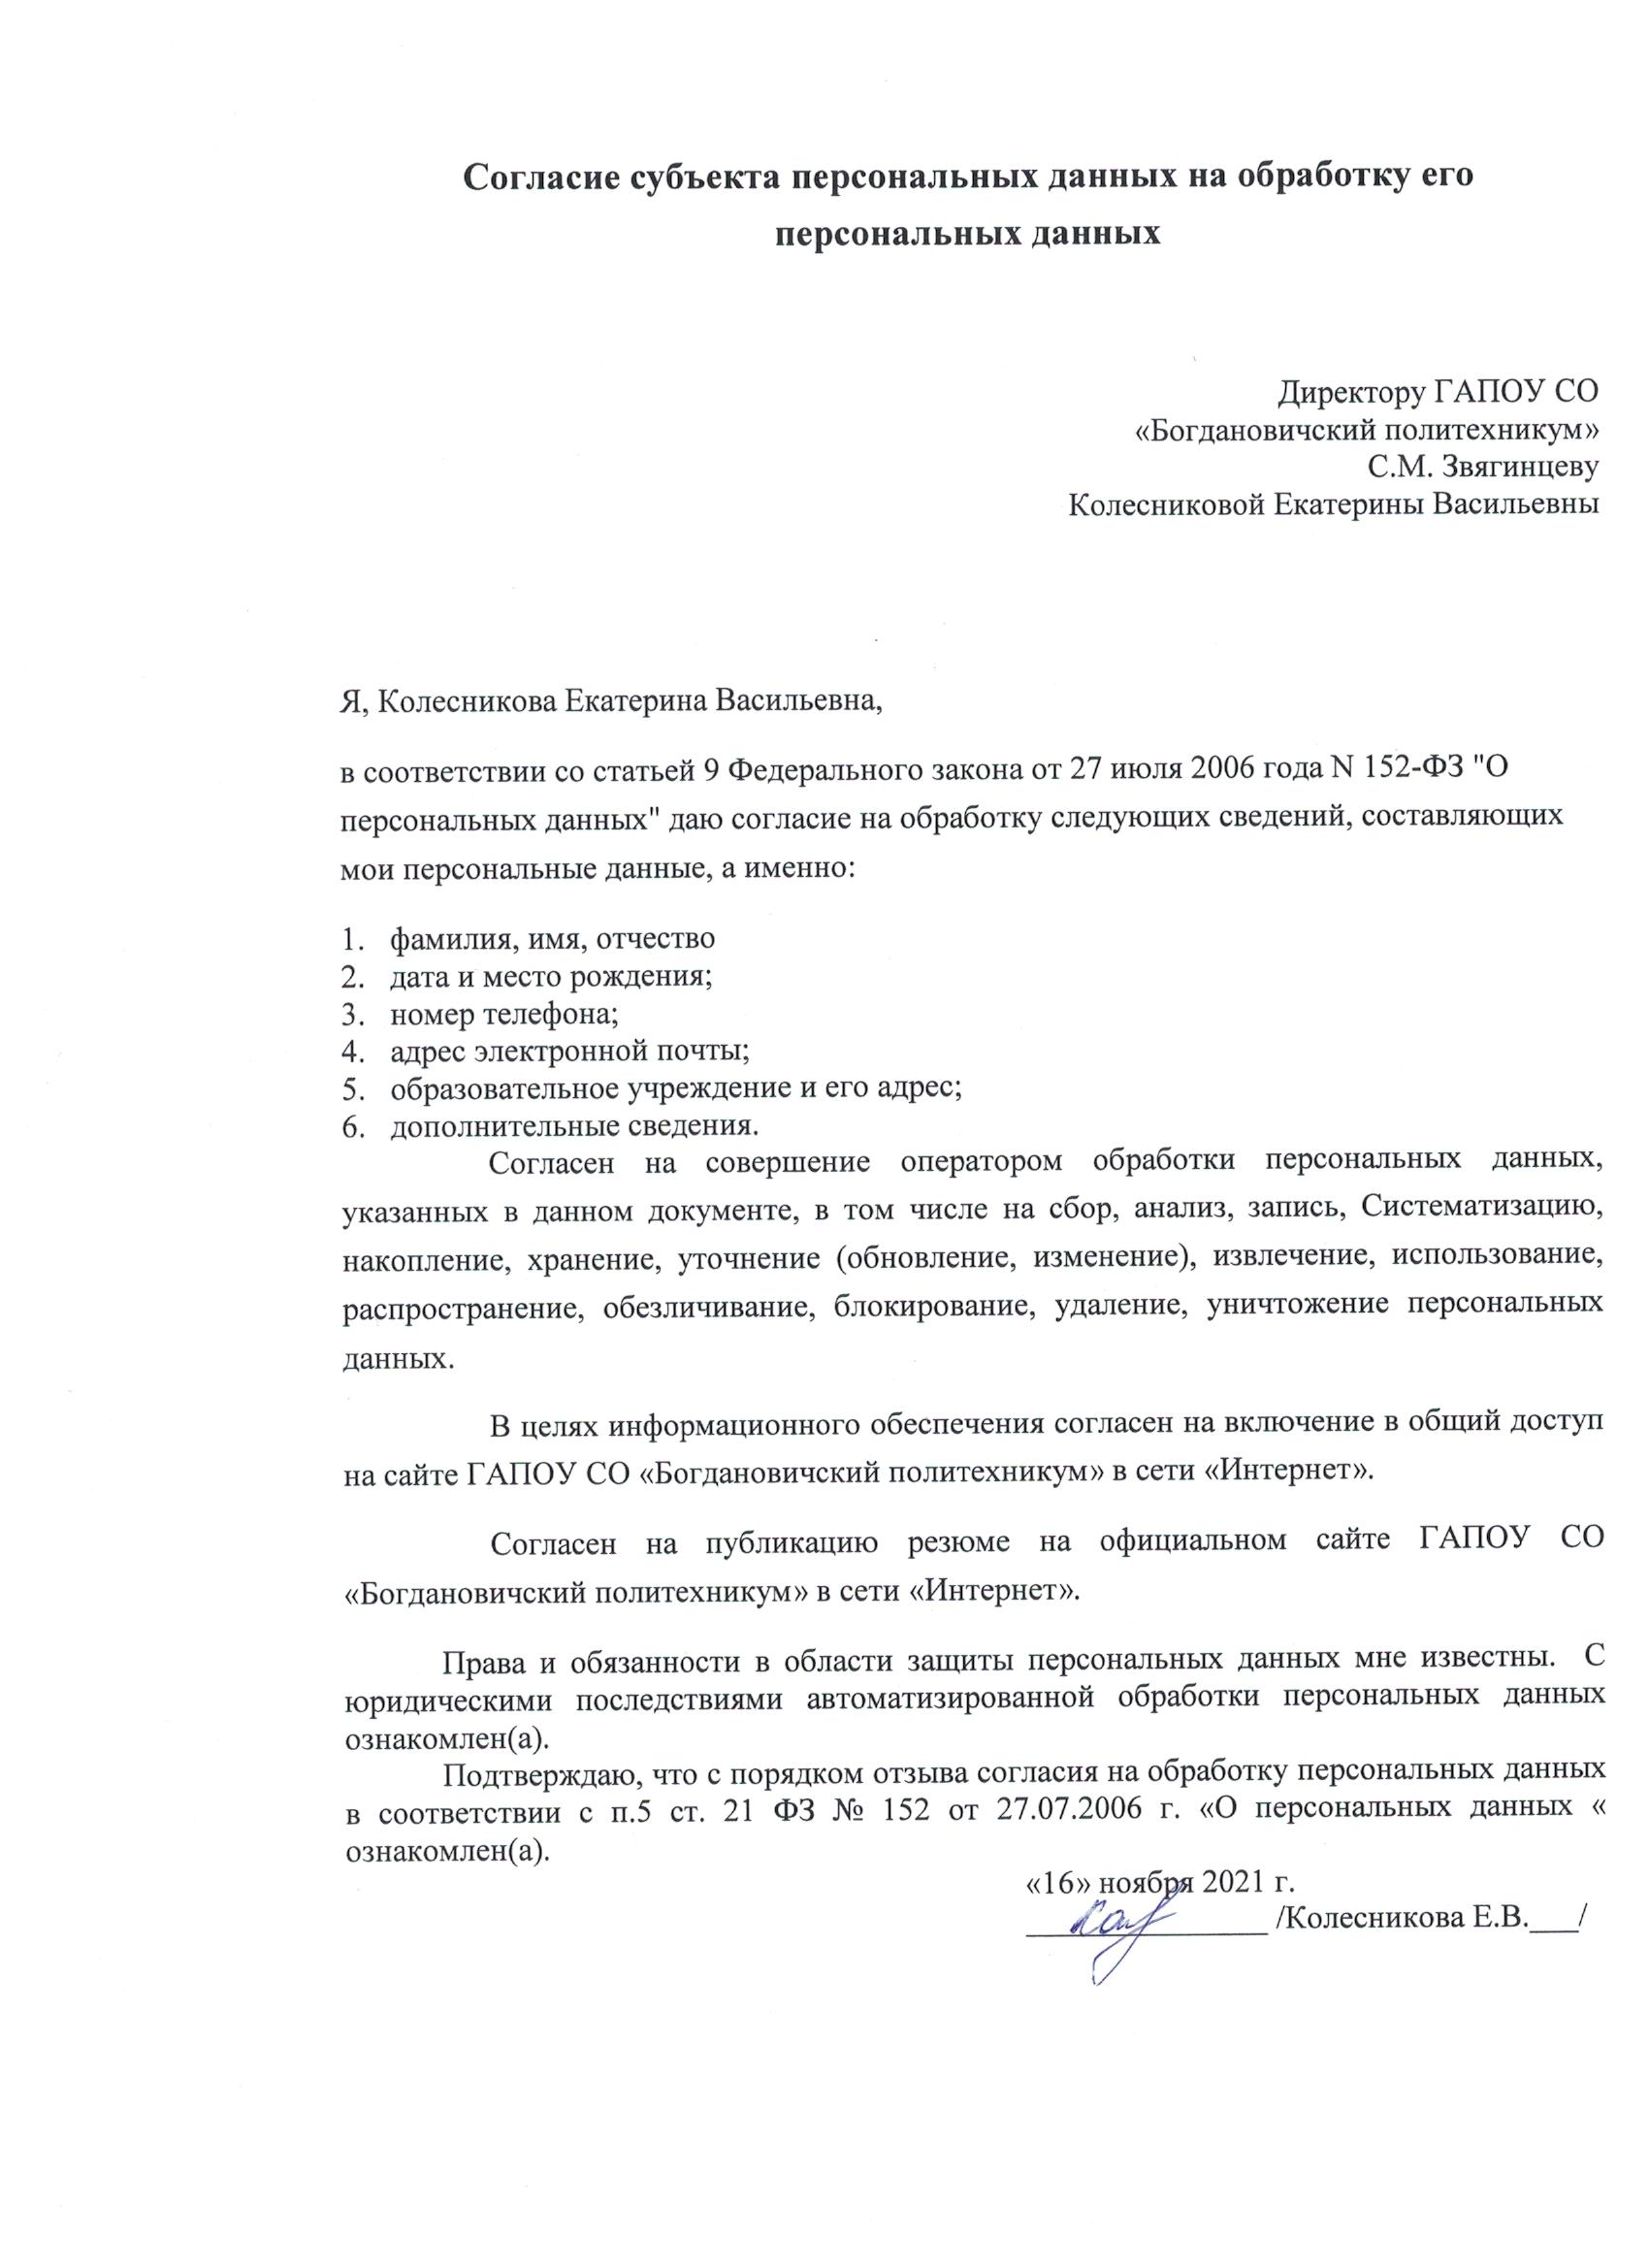 Согласие субъекта персональных данных на обработку его
персональных данных
Директору ГАПОУ СО
«Богдановичский политехникум»
С.М. Звягинцеву
Колесниковой Екатерины Васильевны
Я, Колесникова Екатерина Васильевна,
в соответствии со статьей 9 Федерального закона от 27 июля 2006 года N 152-ФЗ "О
персональных данных" даю согласие на обработку следующих сведений, составляющих
мои персональные данные, а именно:
1. фамилия, имя, отчество
2. дата и место рождения;
3. номер телефона;
4. адрес электронной почты;
5. образовательное учреждение и его адрес;
6. дополнительные сведения.
Согласен на совершение оператором обработки персональных данных,
указанных в данном документе, в том числе на сбор, анализ, запись, Систематизацию,
накопление, хранение, уточнение (обновление, изменение), извлечение, использование,
распространение, обезличивание, блокирование, удаление, уничтожение персональных
данных.
В целях информационного обеспечения согласен на включение в общий доступ
на сайте ГАПОУ СО «Богдановичский политехникум» в сети «Интернет».
Согласен на публикацию резюме на официальном сайте ГАПОУ СО
«Богдановичский политехникум» в сети «Интернет».
Права и обязанности в области защиты персональных данных мне известны. С
юридическими последствиями автоматизированной обработки персональных данных
ознакомлен(а).
Подтверждаю, что с порядком отзыва согласия на обработку персональных данных
в соответствии с п.5 ст. 21 ФЗ № 152 от 27.07.2006 г. «О персональных данных «
ознакомлен(а).
«16» ноября 2021 г.
_______________ /Колесникова Е.В.___/